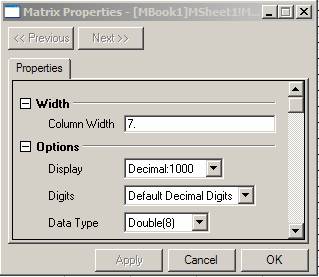 Matrix Properties - [MBook1]MSheet1!M
<< Previous Next >>
Properties
Width
Column Width 7.
Options
Display Decimal:1000
Digits Default Decimal Digits
Data Type Double(8)
Apply Cancel OK